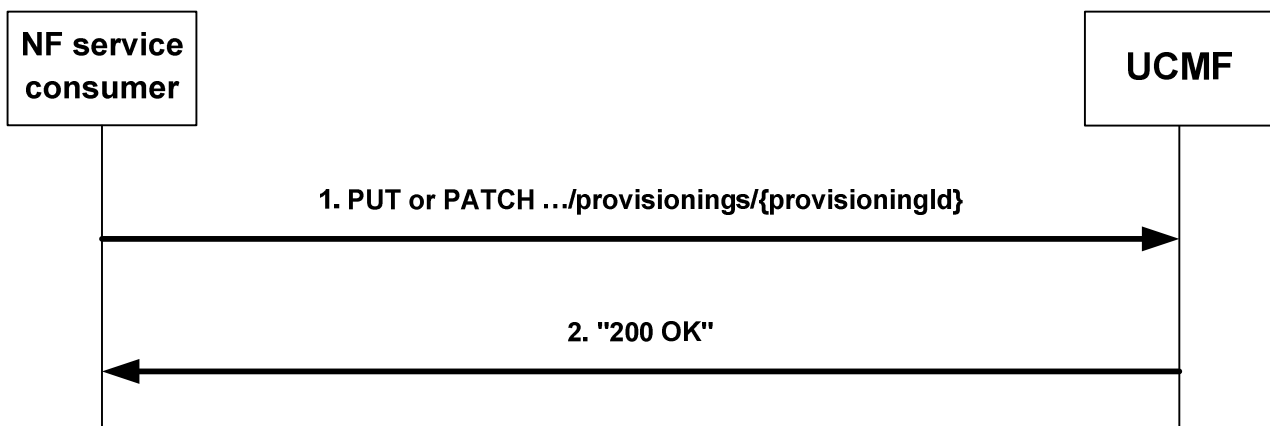 NF service
consumer
UCMF
1. PUT or PATCH …/provisionings/{provisioningId}
2. "200 OK"